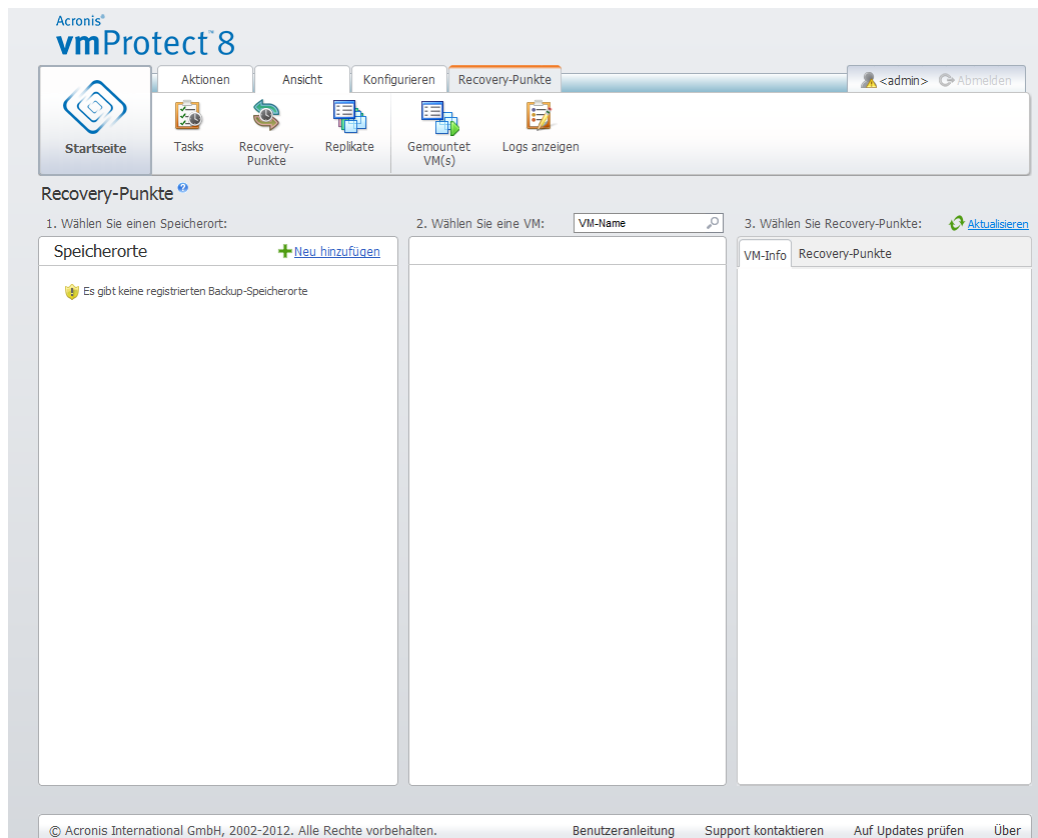 Acronis®
vmProtect™ 8
Aktionen Ansicht Konfigurieren Recovery-Punkte <admin> Abmelden
Startseite
Tasks
Recovery-
Punkte
Replikate
Gemountet
VM(s)
Logs anzeigen
Recovery-Punkte ?
1. Wählen Sie einen Speicherort:
2. Wählen Sie eine VM: VM-Name
3. Wählen Sie Recovery-Punkte: Aktualisieren
Speicherorte Neu hinzufügen
Es gibt keine registrierten Backup-Speicherorte
VM-Info Recovery-Punkte
© Acronis International GmbH, 2002-2012. Alle Rechte vorbehalten. Benutzeranleitung Support kontaktieren Auf Updates prüfen Über